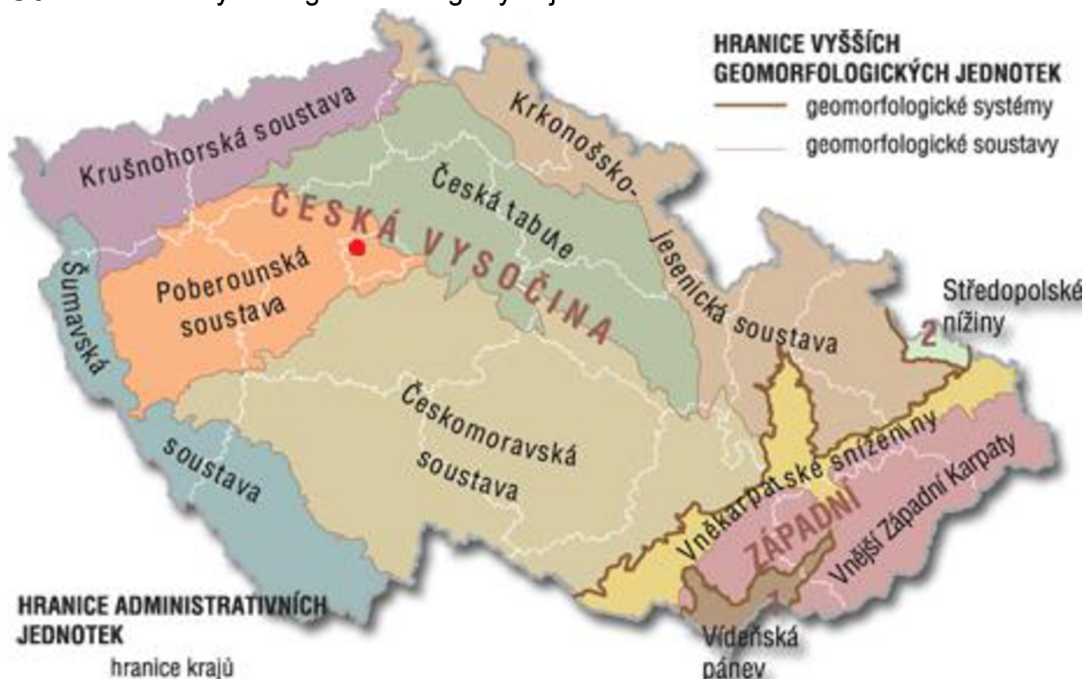 HRANICE VYŠŠÍCH
GEOMORFOLOGICKÝCH JEDNOTEK
geomorfologické systémy
geomorfologické soustavy
Krušnohorská soustava
Krkonošsko-
jesenická soustava
Česká tabule
ČESKÁ VYSOČINA
Poberounská
soustava
Šumavská
soustava
Středopolské
nížiny
2
Českomoravská
soustava
Vněkarpatské sníženiny
ZÁPADNÍ
Vnější Západní Karpaty
Vídeňská
pánev
HRANICE ADMINISTRATIVNÍCH
JEDNOTEK
hranice krajů